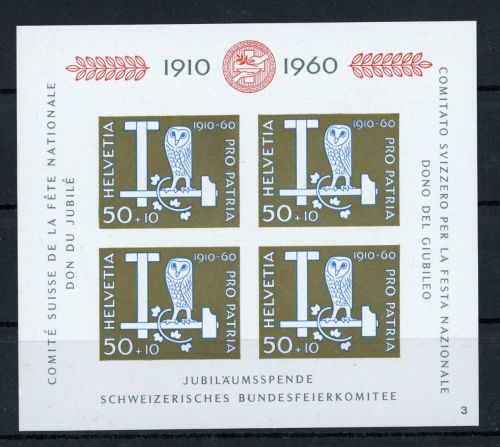 1910 1960
COMITÉ SUISSE DE LA FÊTE NATIONALE
DON DU JUBILÉ
HELVETIA
1910-60
PRO PATRIA
50+10
HELVETIA
1910-60
PRO PATRIA
50+10
HELVETIA
1910-60
PRO PATRIA
50+10
HELVETIA
1910-60
PRO PATRIA
50+10
COMITATO SVIZZERO PER LA FESTA NAZIONALE
DONO DEL GIUBILEO
JUBILÄUMSSPENDE
SCHWEIZERISCHES BUNDESFEIERKOMITEE
3